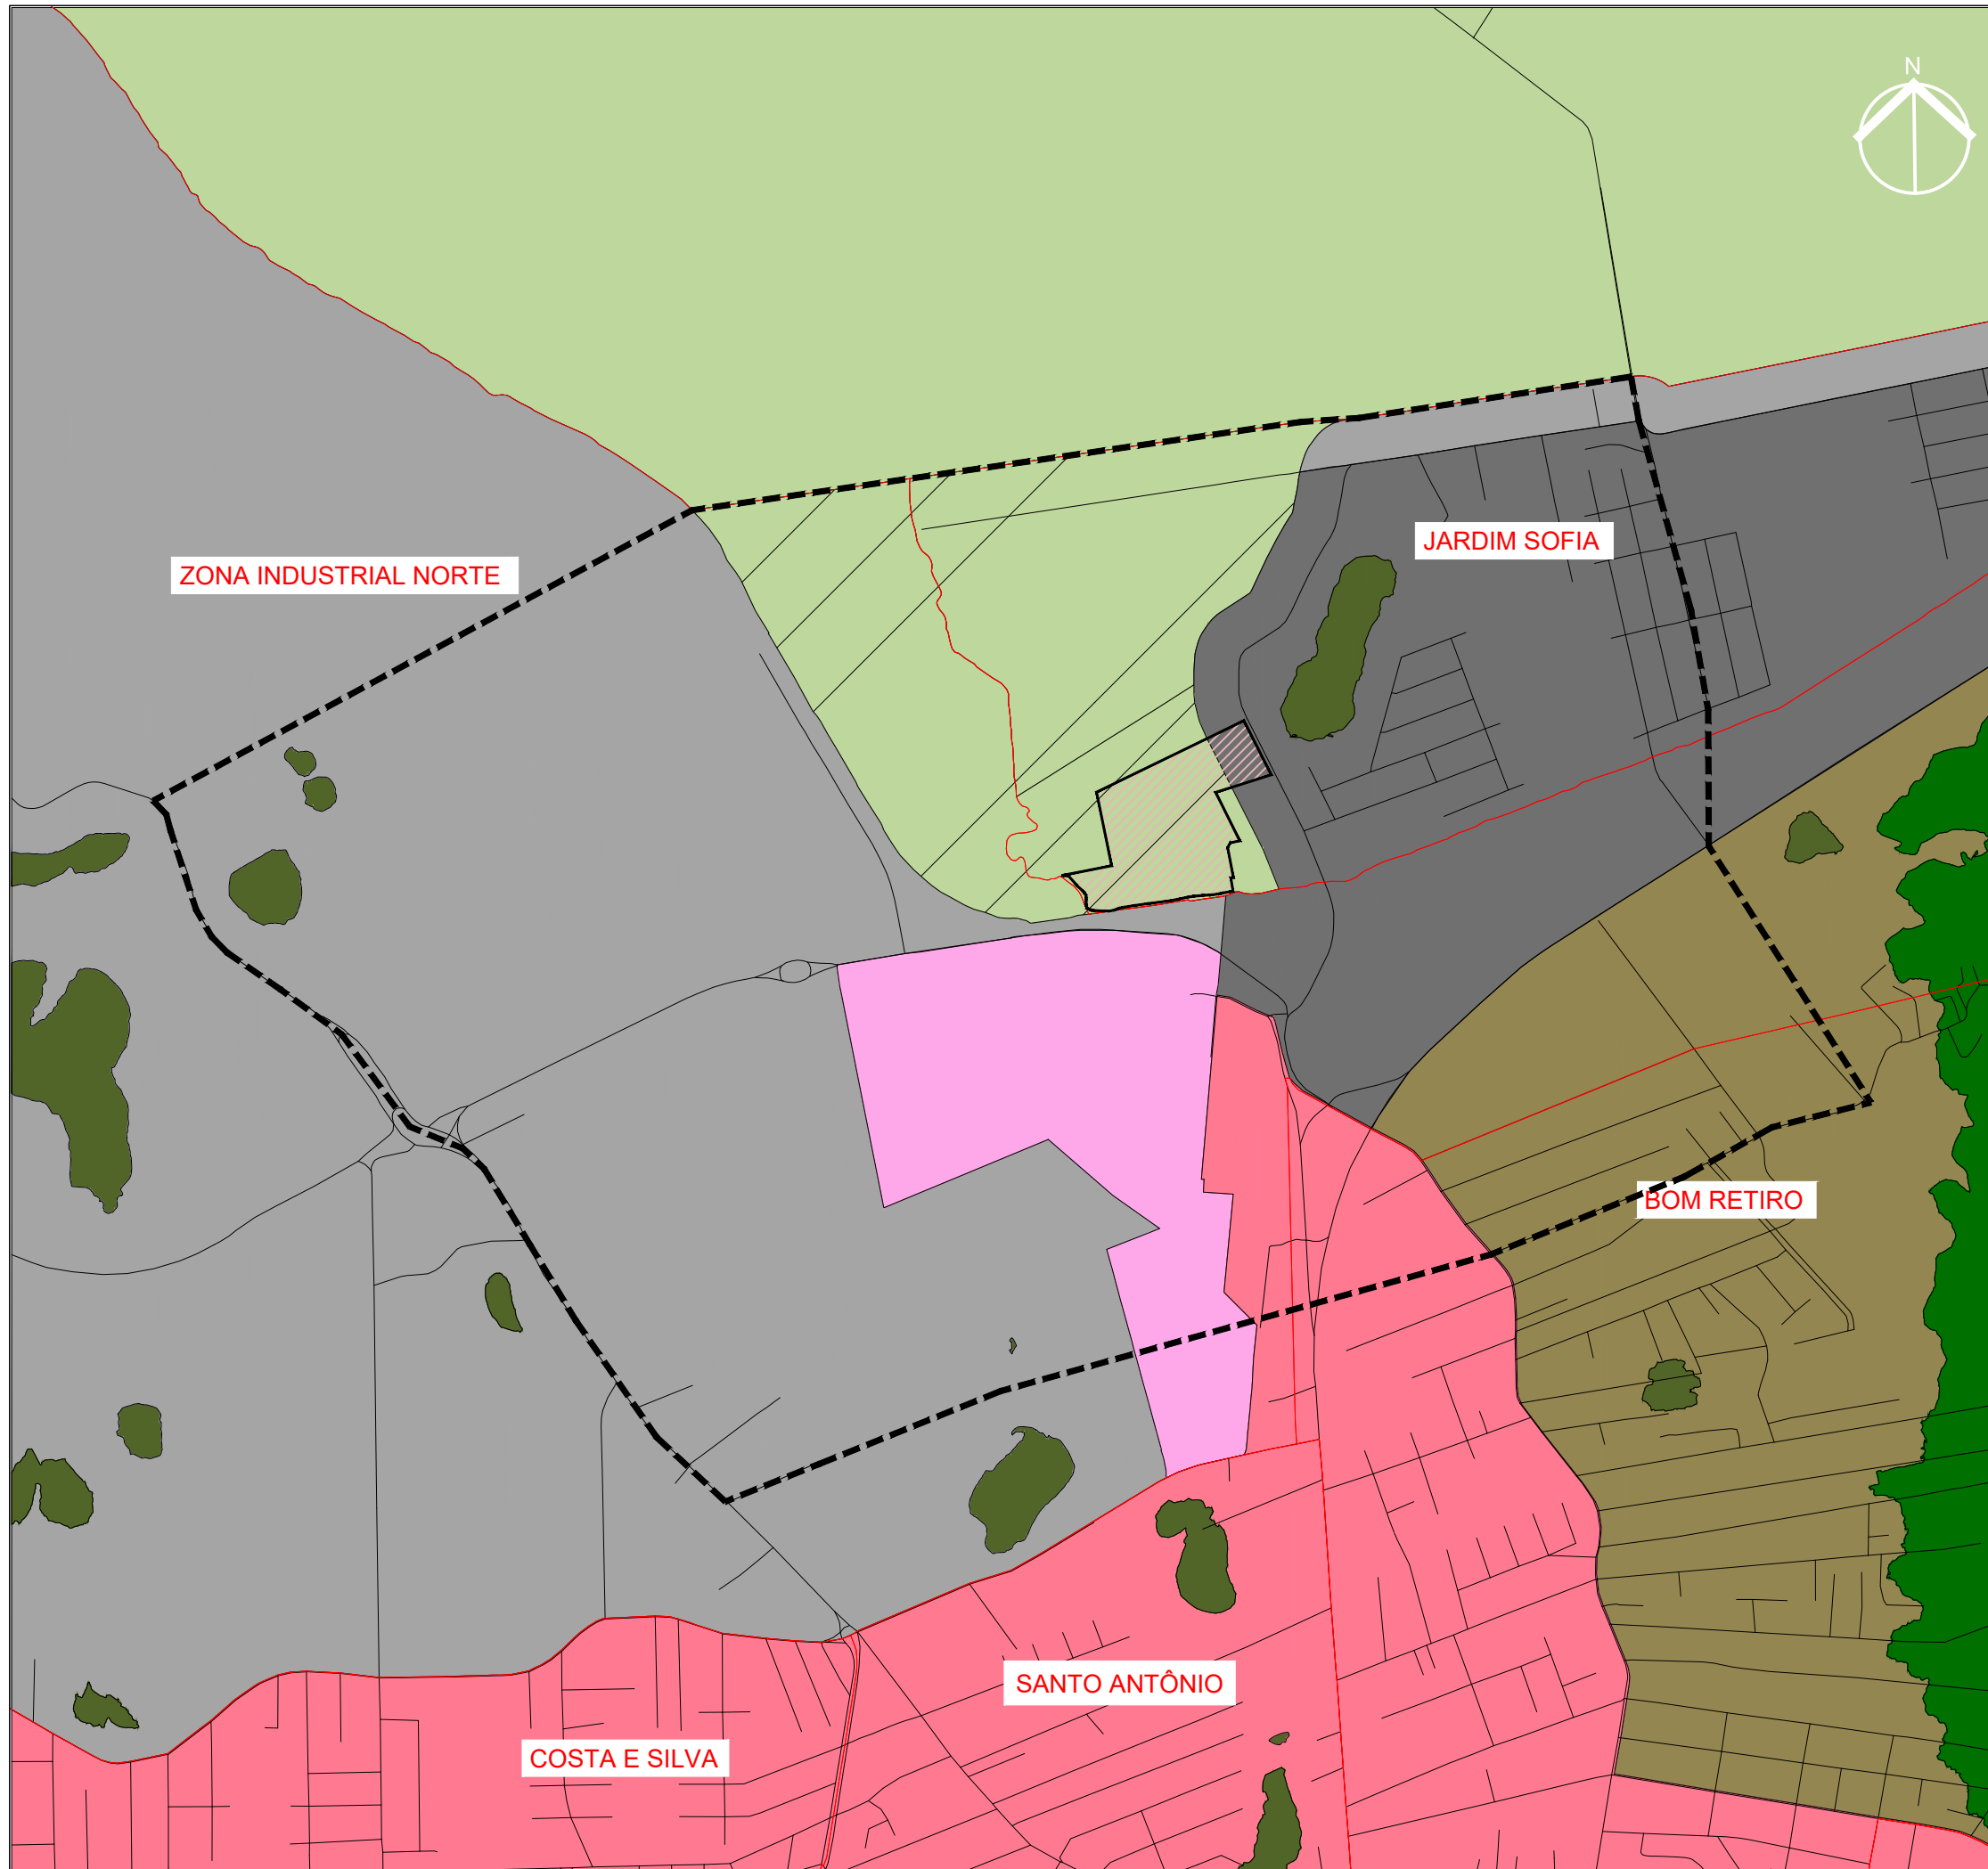 N
JARDIM SOFIA
ZONA INDUSTRIAL NORTE
BOM RETIRO
SANTO ANTÔNIO
COSTA E SILVA